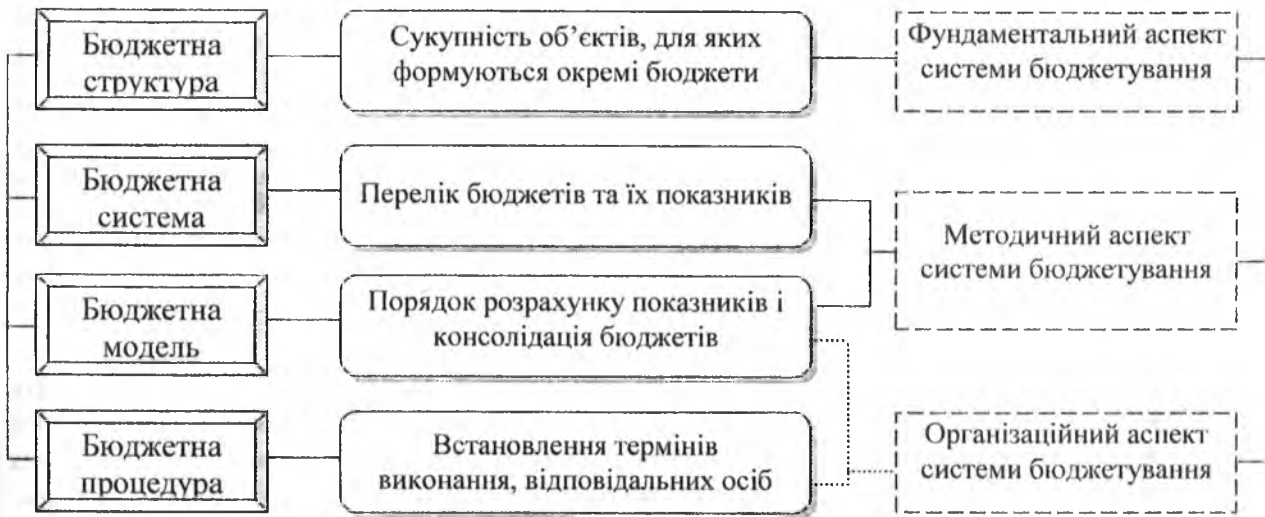 Бюджетна
структура
Сукупність об’єктів, для яких
формуються окремі бюджети
Фундаментальний аспект
системи бюджетування
Бюджетна
система
Перелік бюджетів та їх показників
Методичний аспект
системи бюджетування
Бюджетна
модель
Порядок розрахунку показників і
консолідація бюджетів
Бюджетна
процедура
Встановлення термінів
виконання, відповідальних осіб
Організаційний аспект
системи бюджетування